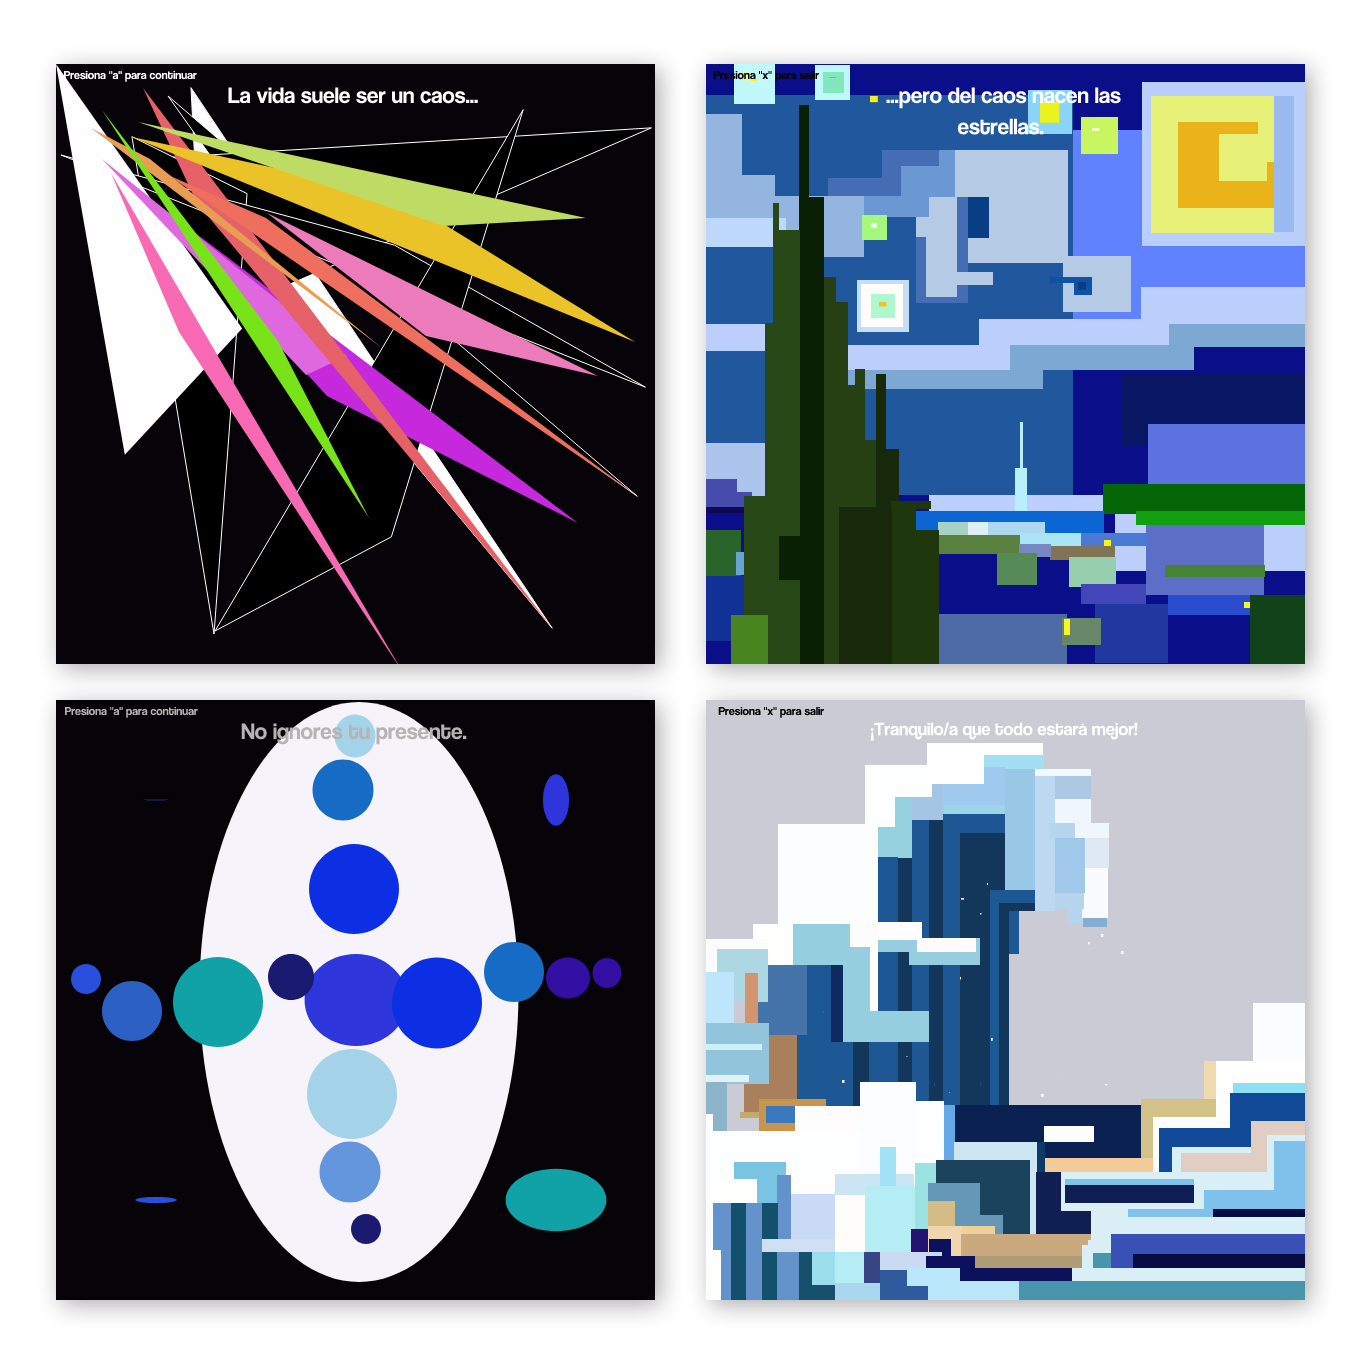 Presiona "a" para continuar
La vida suele ser un caos...
Presiona "x" para salir
...pero del caos nacen las
estrellas.
Presiona "a" para continuar
No ignores tu presente.
Presiona "x" para salir
¡Tranquilo/a que todo estará mejor!